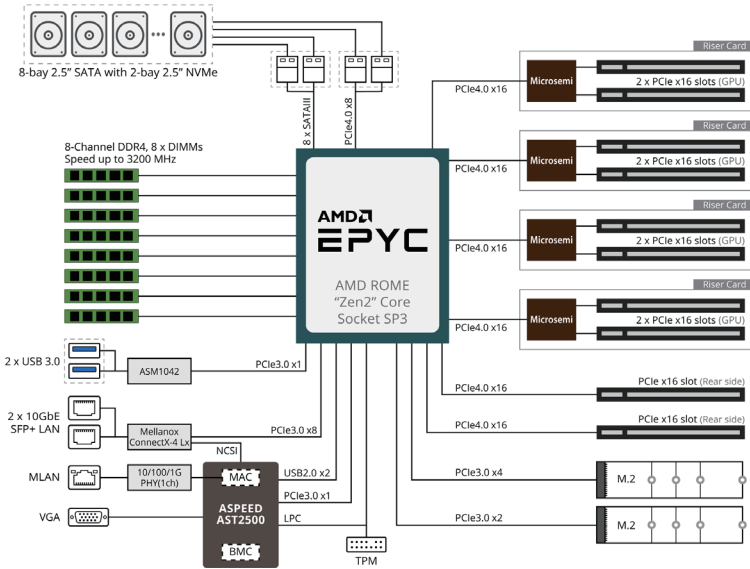 8-bay 2.5” SATA with 2-bay 2.5” NVMe
8 x SATAIII
PCIe4.0 x8
8-Channel DDR4, 8 x DIMMs
Speed up to 3200 MHz
AMD
EPYC
AMD ROME
“Zen2” Core
Socket SP3
Riser Card
PCIe4.0 x16
Microsemi
2 x PCIe x16 slots (GPU)
Riser Card
PCIe4.0 x16
Microsemi
2 x PCIe x16 slots (GPU)
Riser Card
PCIe4.0 x16
Microsemi
2 x PCIe x16 slots (GPU)
Riser Card
PCIe4.0 x16
Microsemi
2 x PCIe x16 slots (GPU)
2 x USB 3.0
ASM1042
PCIe3.0 x1
2 x 10GbE
SFP+ LAN
Mellanox
ConnectX-4 Lx
PCIe3.0 x8
NCSI
MLAN
10/100/1G
PHY(1ch)
MAC
USB2.0 x2
PCIe3.0 x1
VGA
ASPEED
AST2500
LPC
BMC
TPM
PCIe4.0 x16
PCIe x16 slot (Rear side)
PCIe4.0 x16
PCIe x16 slot (Rear side)
PCIe3.0 x4
M.2
PCIe3.0 x2
M.2